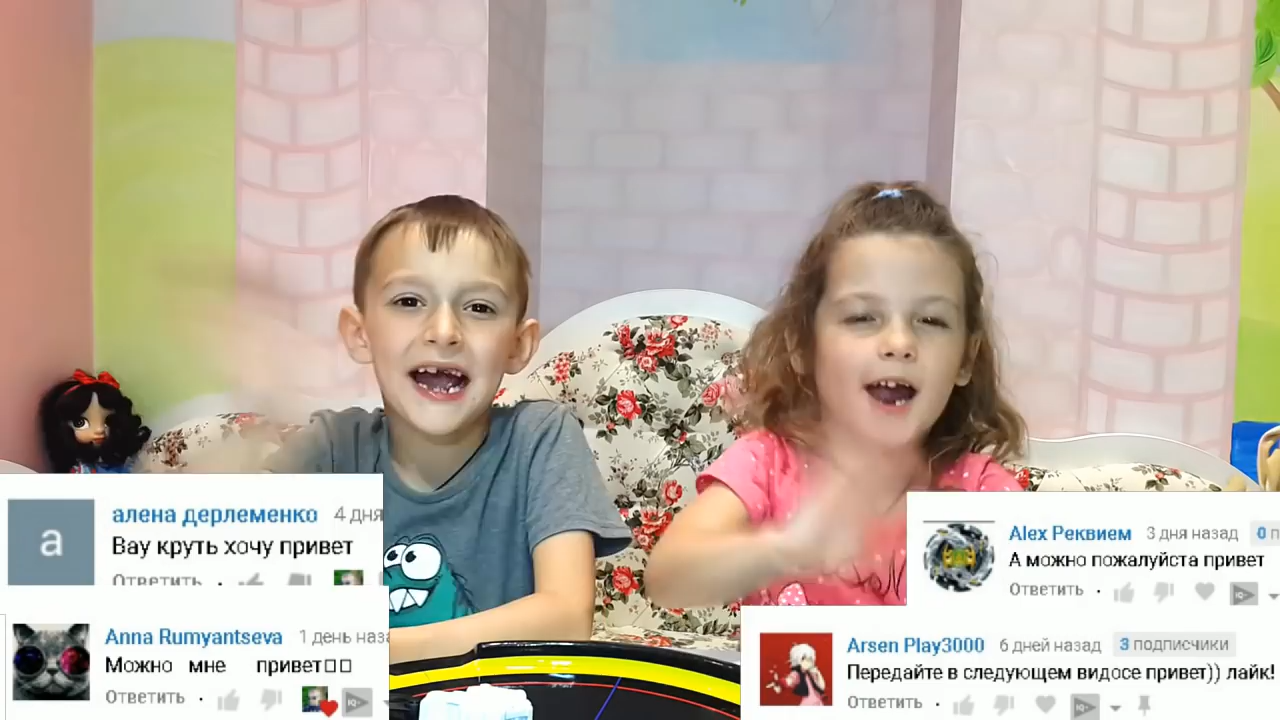 a
алена дерлеменко 4 дня
Вау круть хочу привет
Ответить
Anna Rumyantseva 1 день наза
Можно мне привет
Ответить
Alex Реквием 3 дня назад 0 п
А можно пожалуйста привет
Ответить
Arsen Play3000 6 дней назад 3 подписчики
Передайте в следующем видосе привет)) лайк!
Ответить